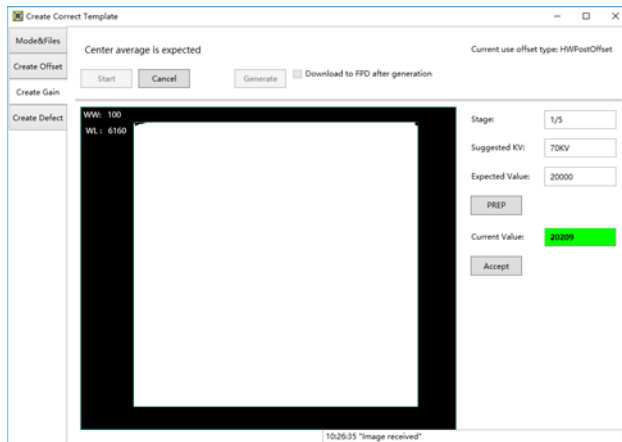 Create Correct Template
Mode&Files
Create Offset
Create Gain
Create Defect
Center average is expected
Current use offset type: HWPostOffset
Start
Cancel
Generate
Download to FPD after generation
WW: 100
WL: 6160
Stage:
1/5
Suggested KV:
70KV
Expected Value:
20000
PREP
Current Value:
20209
Accept
10:26:35 "Image received"